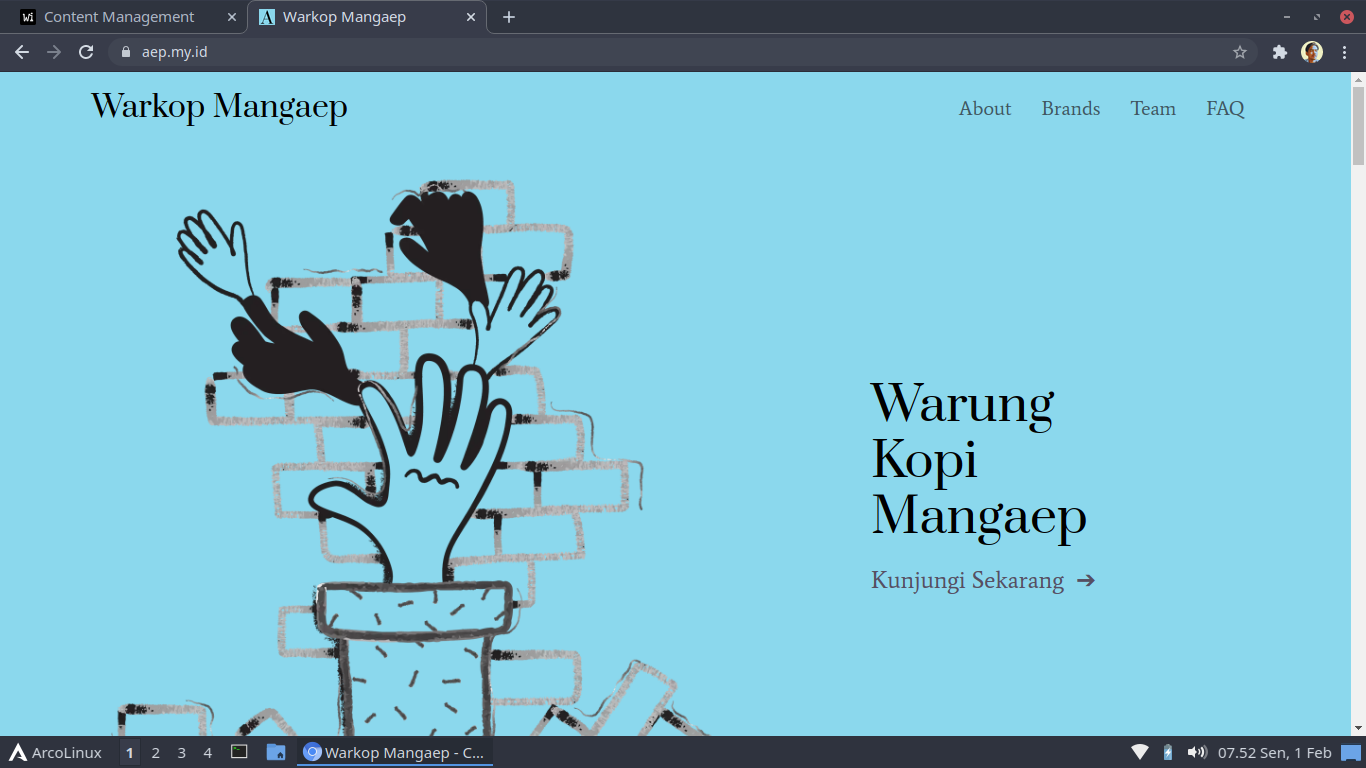 Wi Content Management
A Warkop Mangaep
aep.my.id
Warkop Mangaep
About Brands Team FAQ
Warung
Kopi
Mangaep
Kunjungi Sekarang ➔
ArcoLinux 1 2 3 4 Warkop Mangaep - C... 07.52 Sen, 1 Feb